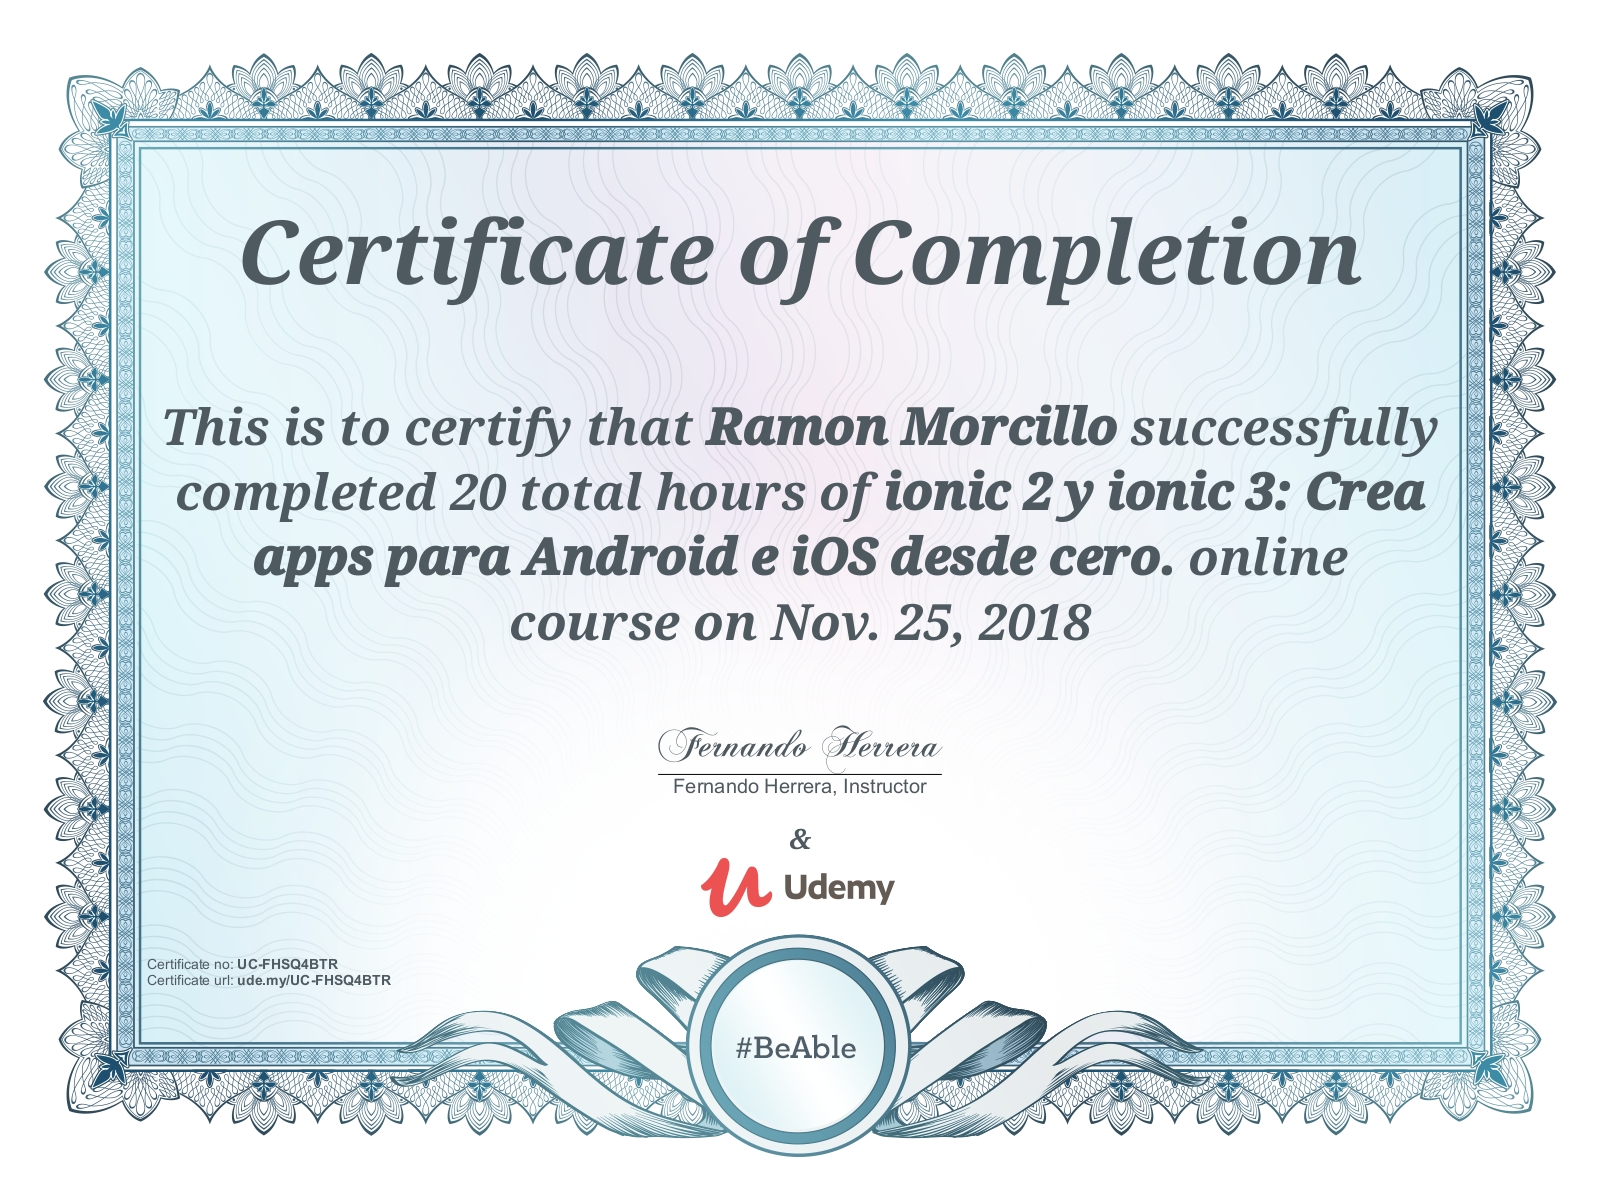 Certificate of Completion
This is to certify that Ramon Morcillo successfully
completed 20 total hours of ionic 2 y ionic 3: Crea
apps para Android e iOS desde cero. online
course on Nov. 25, 2018
Fernando Herrera
Fernando Herrera, Instructor
&
Udemy
Certificate no: UC-FHSQ4BTR
Certificate url: ude.my/UC-FHSQ4BTR
#BeAble